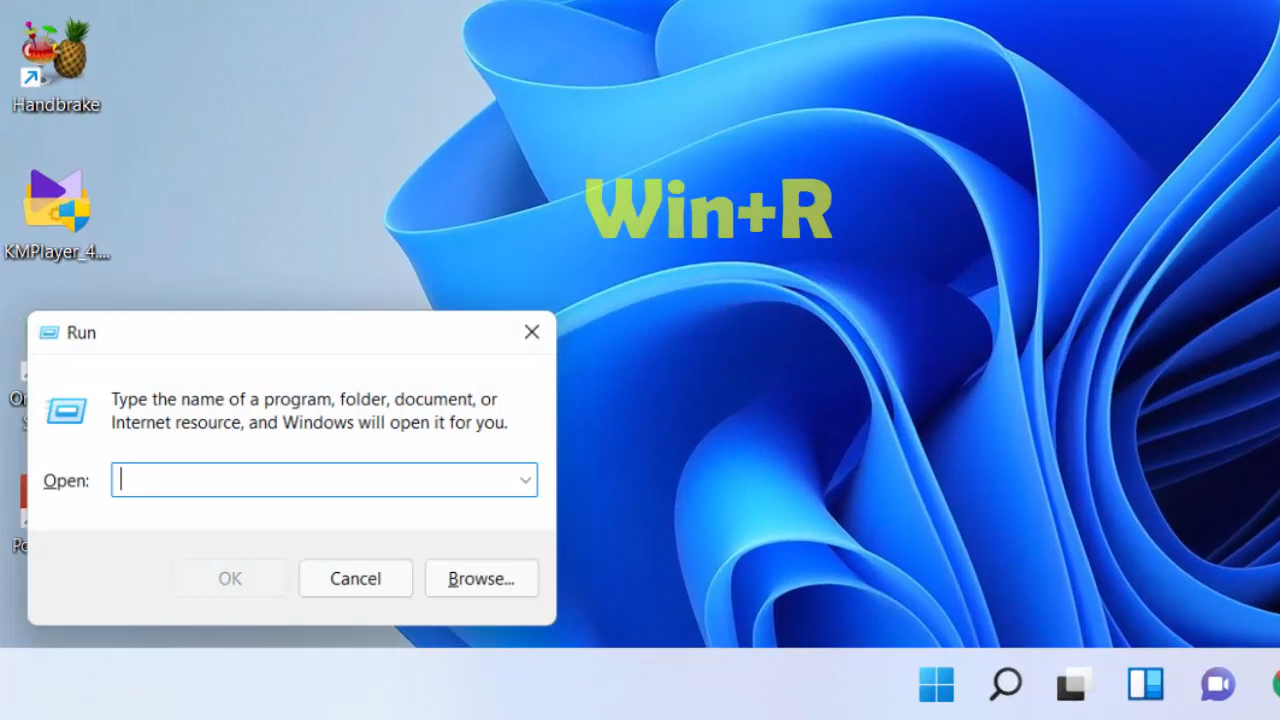 Handbrake
KMPlayer_4....
Win+R
Run
Type the name of a program, folder, document, or
Internet resource, and Windows will open it for you.
Open:
OK
Cancel
Browse...